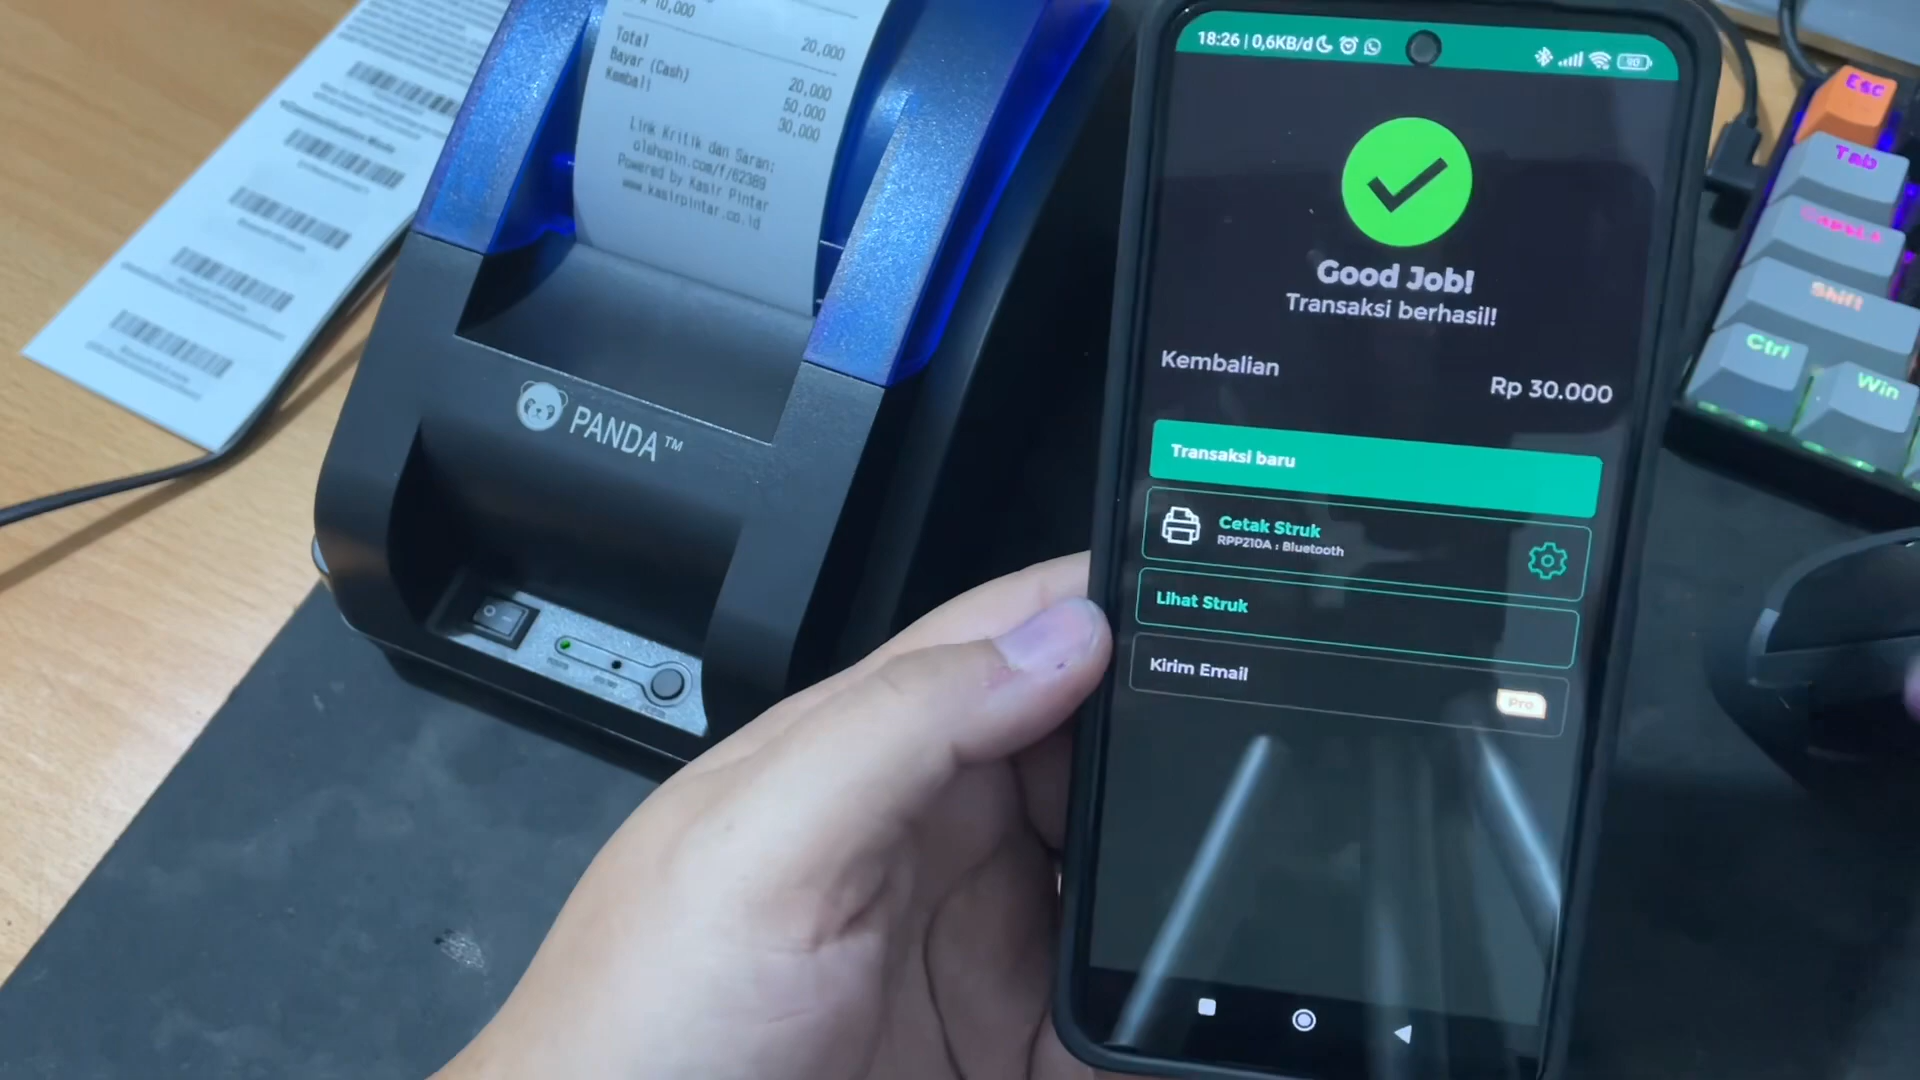 10,000
20,000
Total
20,000
Bayar (Cash)
50,000
Kembali
30,000
Link Kritik dan Saran:
olshopin.com/f/62389
Powered by Kasir Pintar
www.kasirpintar.co.id
PANDA™
18:26 | 0,6KB/d
90
Good Job!
Transaksi berhasil!
Kembalian
Rp 30.000
Transaksi baru
Cetak Struk
RPP210A : Bluetooth
Lihat Struk
Kirim Email
Pro
Esc
Tab
Shift
Ctrl
Win